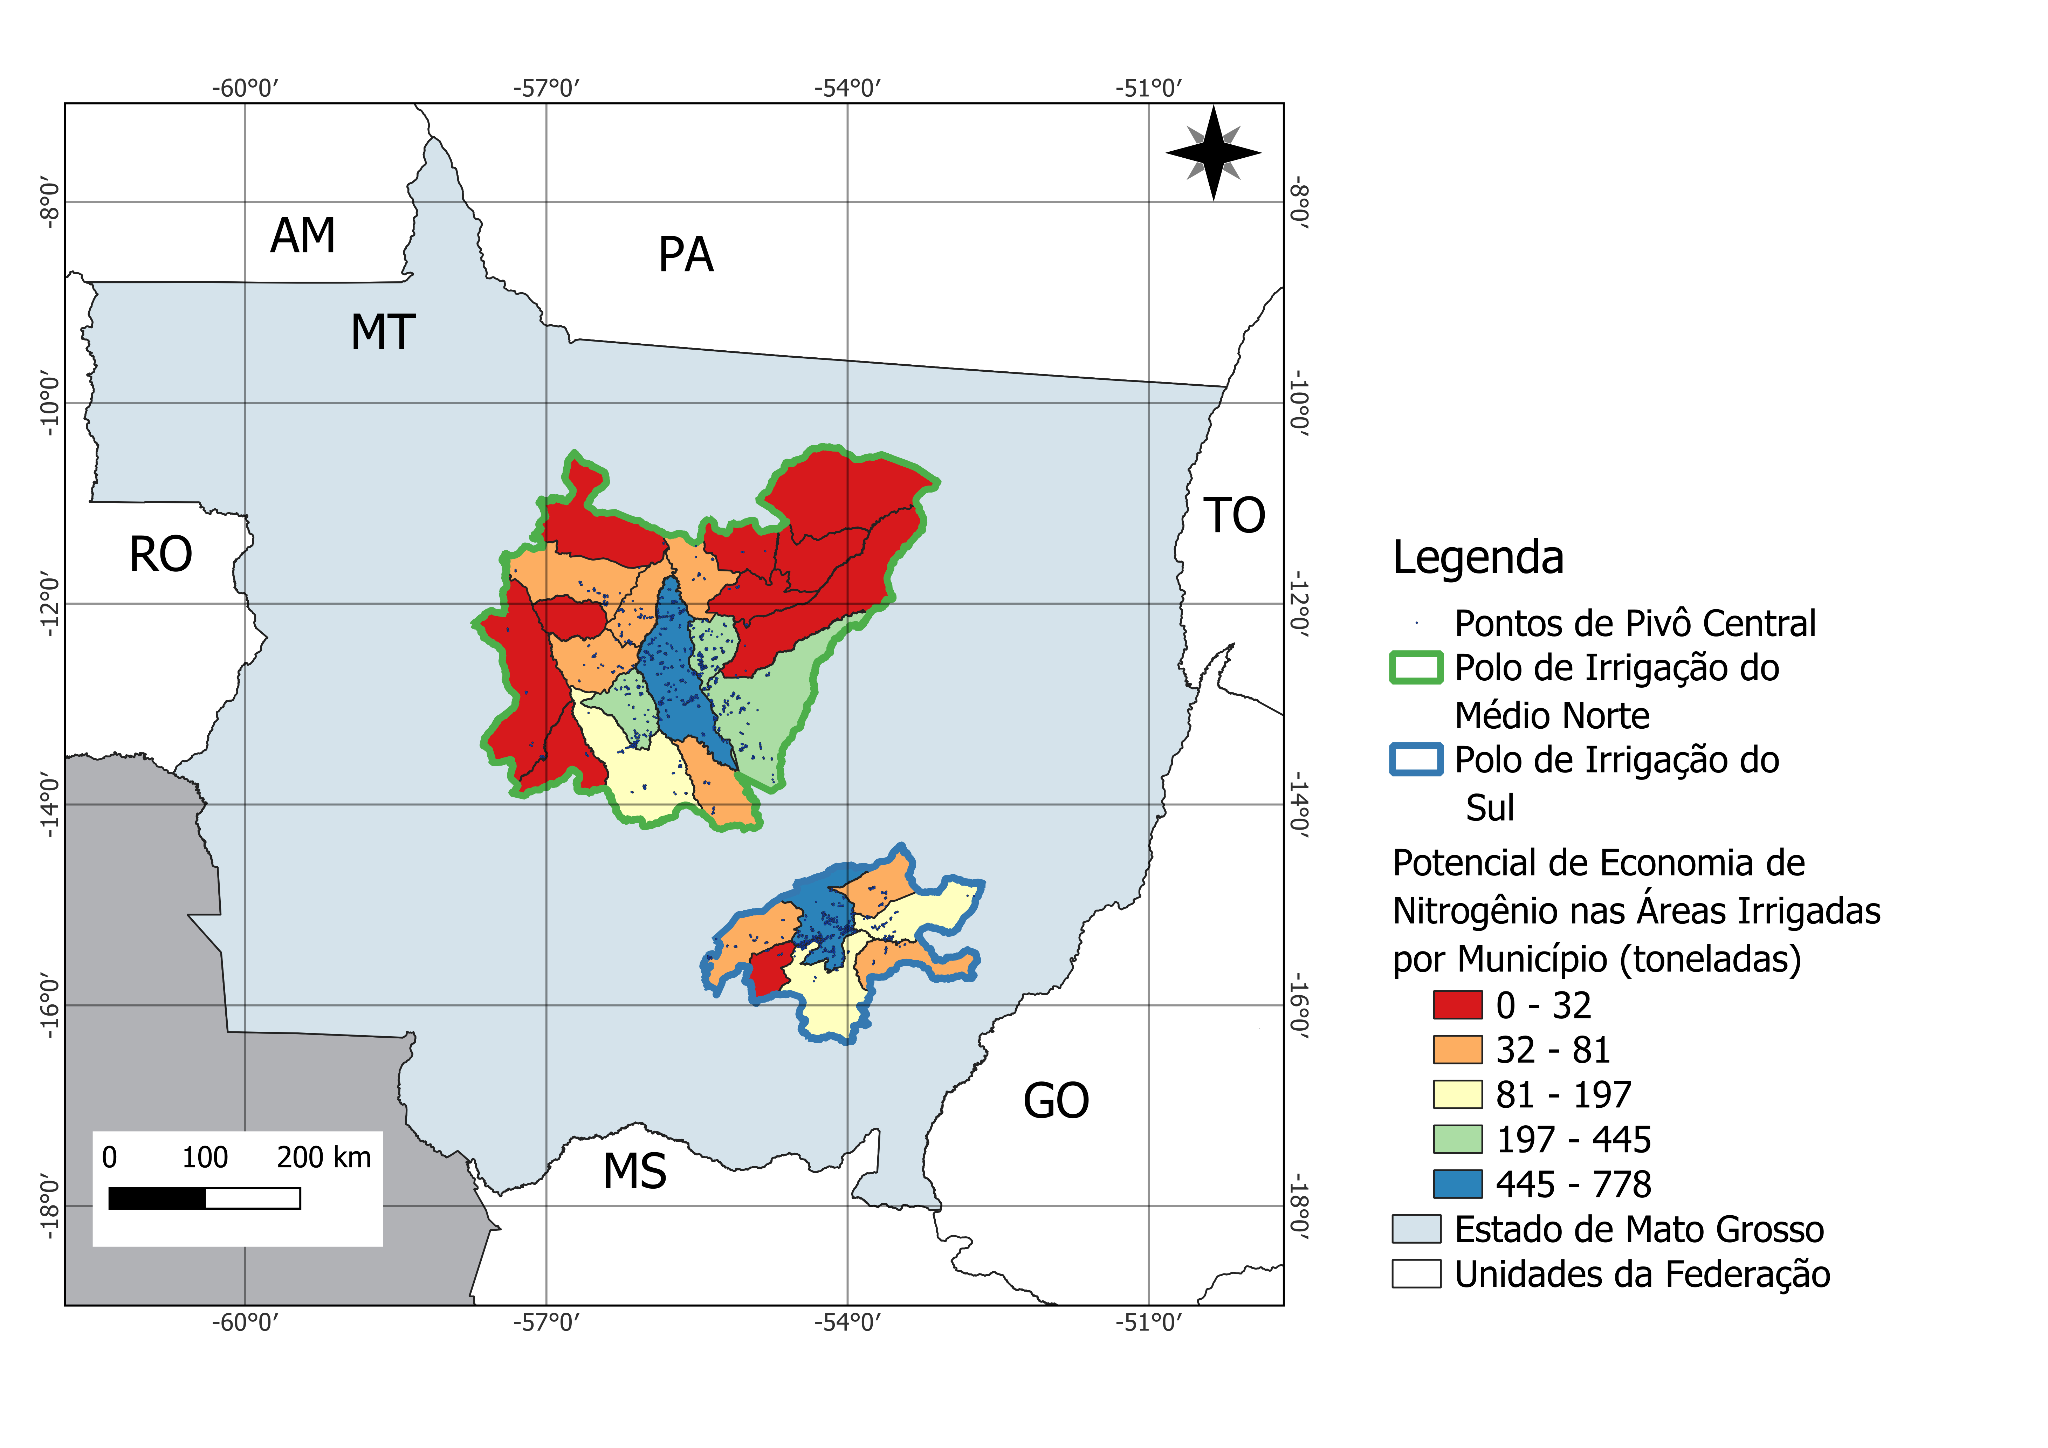 -60°0′ -57°0′ -54°0′ -51°0′
-8°0′ -8°0′
AM
PA
MT
-10°0′ -10°0′
TO
RO
-12°0′ -12°0′
-14°0′ -14°0′
-16°0′ -16°0′
GO
MS
0 100 200 km
-18°0′ -18°0′
-60°0′ -57°0′ -54°0′ -51°0′
Legenda
Pontos de Pivô Central
Polo de Irrigação do
Médio Norte
Polo de Irrigação do
Sul
Potencial de Economia de
Nitrogênio nas Áreas Irrigadas
por Município (toneladas)
0 - 32
32 - 81
81 - 197
197 - 445
445 - 778
Estado de Mato Grosso
Unidades da Federação